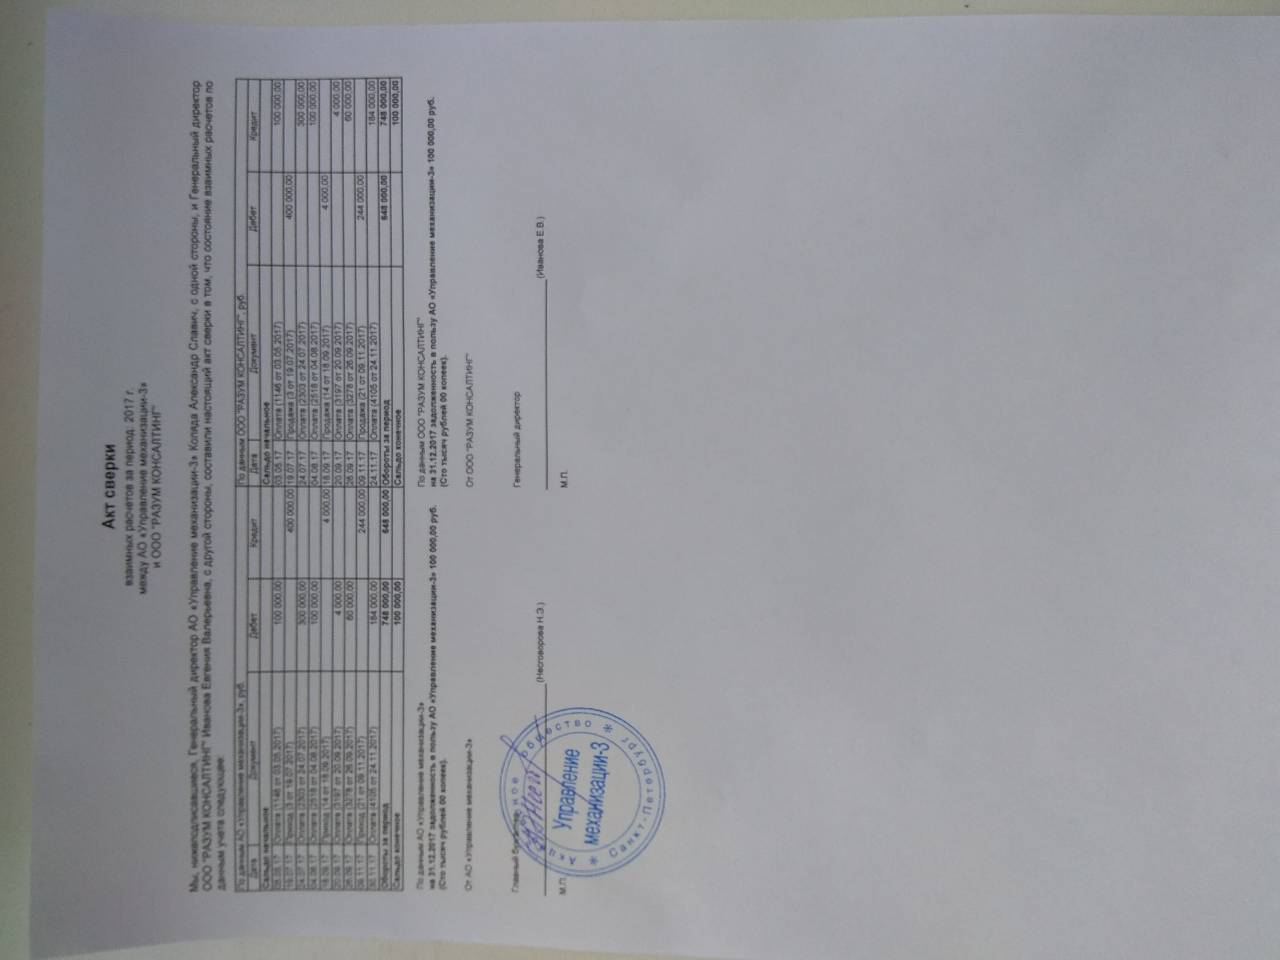 Акт сверки
взаимных расчетов за период: 2017 г.
между АО «Управление механизации-3»
и ООО "РАЗУМ КОНСАЛТИНГ"
Мы, нижеподписавшиеся, Генеральный директор АО «Управление механизации-3» Коляда Александр Славич, с одной стороны, и Генеральный директор
ООО "РАЗУМ КОНСАЛТИНГ" Иванова Евгения Валерьевна, с другой стороны, составили настоящий акт сверки в том, что состояние взаимных расчетов по
данным учета следующее:
По данным АО «Управление механизации-3», руб. По данным ООО "РАЗУМ КОНСАЛТИНГ", руб.
Дата Документ Дебет Кредит Дата Документ Дебет Кредит
Сальдо начальное Сальдо начальное
Оплата (1146 от 03.05.2017) 100 000,00 03.05.17 Оплата (1146 от 03.05.2017) 100 000,00
19.07.17 Приход (3 от 19.07.2017) 400 000,00 19.07.17 Продажа (3 от 19.07.2017) 400 000,00
24.07.17 Оплата (2303 от 24.07.2017) 300 000,00 24.07.17 Оплата (2303 от 24.07.2017) 300 000,00
04.08.17 Оплата (2518 от 04.08.2017) 100 000,00 04.08.17 Оплата (2518 от 04.08.2017) 100 000,00
18.09.17 Приход (14 от 18.09.2017) 4 000,00 18.09.17 Продажа (14 от 18.09.2017) 4 000,00
20.09.17 Оплата (3197 от 20.09.2017) 4 000,00 20.09.17 Оплата (3197 от 20.09.2017) 4 000,00
26.09.17 Оплата (3278 от 26.09.2017) 60 000,00 26.09.17 Оплата (3278 от 26.09.2017) 60 000,00
09.11.17 Приход (21 от 09.11.2017) 244 000,00 09.11.17 Продажа (21 от 09.11.2017) 244 000,00
30.11.17 Оплата (4105 от 24.11.2017) 184 000,00 24.11.17 Оплата (4105 от 24.11.2017) 184 000,00
Обороты за период 748 000,00 648 000,00 Обороты за период 648 000,00 748 000,00
Сальдо конечное 100 000,00 Сальдо конечное 100 000,00
По данным АО «Управление механизации-3» По данным ООО "РАЗУМ КОНСАЛТИНГ"
на 31.12.2017 задолженность в пользу АО «Управление механизации-3» 100 000,00 руб. на 31.12.2017 задолженность в пользу АО «Управление механизации-3» 100 000,00 руб.
(Сто тысяч рублей 00 копеек). (Сто тысяч рублей 00 копеек).
От АО «Управление механизации-3» От ООО "РАЗУМ КОНСАЛТИНГ"
Главный бухгалтер Генеральный директор
(Несговорова Н.Э.) (Иванова Е.В.)
М.П. М.П.
Акционерное общество
Управление
механизации-3
Санкт-Петербург